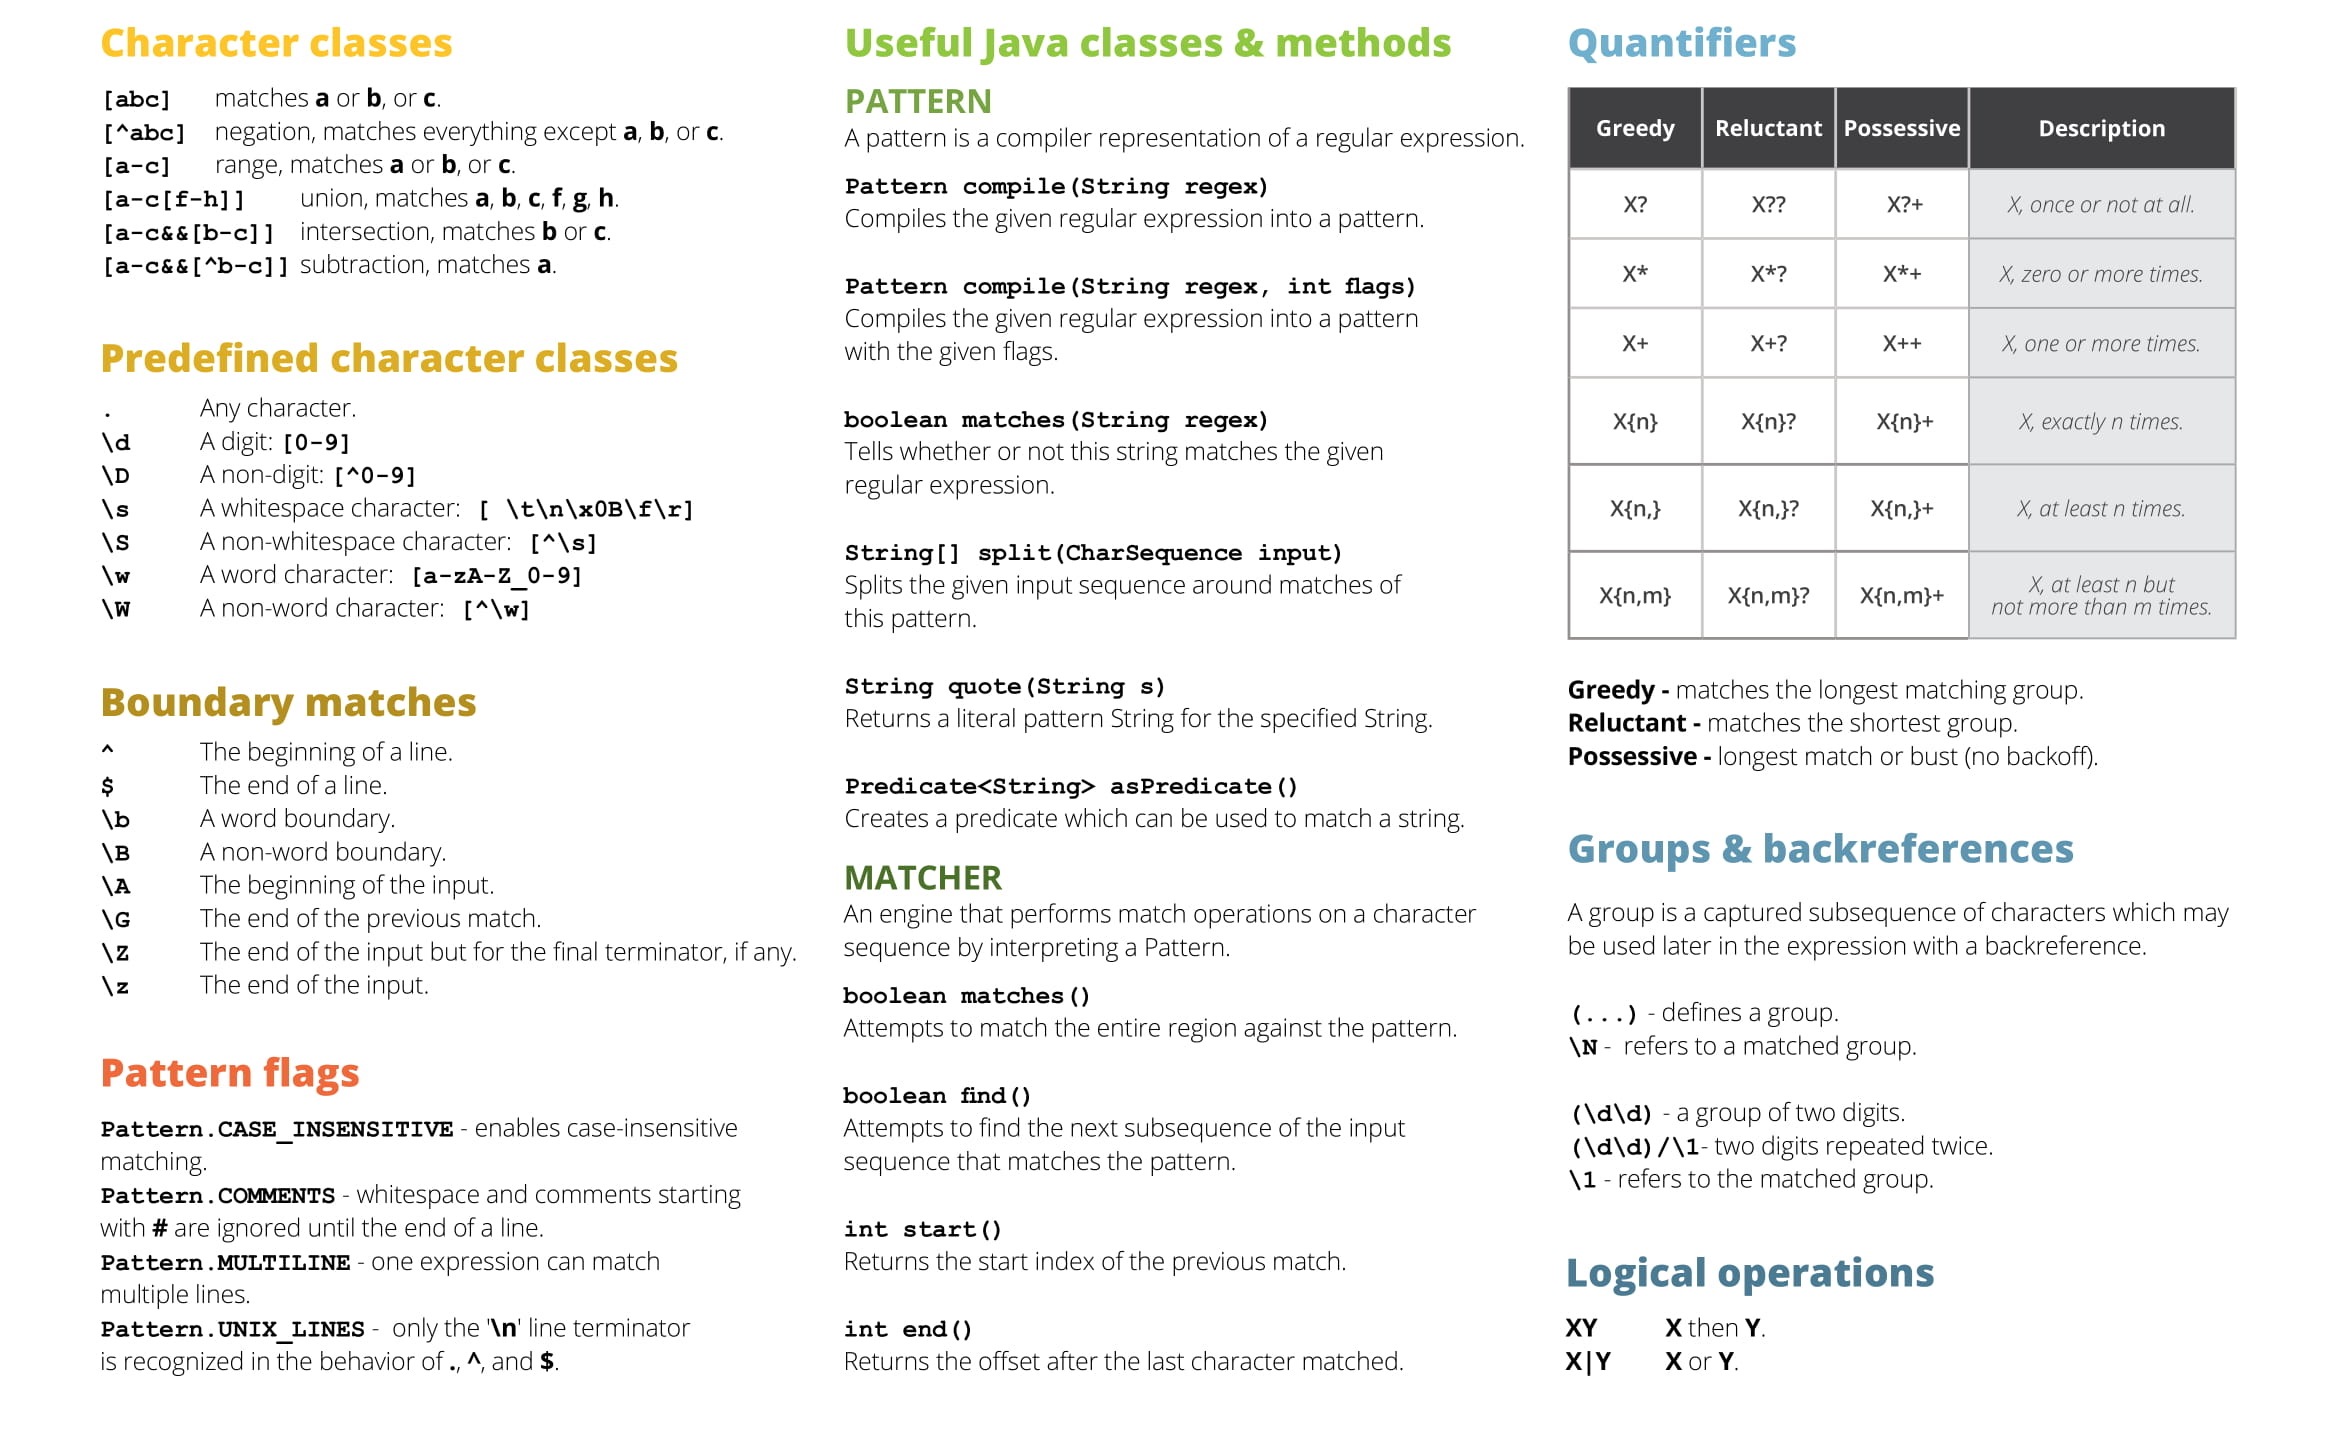 Character classes
[abc] matches a or b, or c.
[^abc] negation, matches everything except a, b, or c.
[a-c] range, matches a or b, or c.
[a-c[f-h]] union, matches a, b, c, f, g, h.
[a-c&&[b-c]] intersection, matches b or c.
[a-c&&[^b-c]] subtraction, matches a.
Predefined character classes
. Any character.
\d A digit: [0-9]
\D A non-digit: [^0-9]
\s A whitespace character: [ \t\n\x0B\f\r]
\S A non-whitespace character: [^\s]
\w A word character: [a-zA-Z_0-9]
\W A non-word character: [^\w]
Boundary matches
^ The beginning of a line.
$ The end of a line.
\b A word boundary.
\B A non-word boundary.
\A The beginning of the input.
\G The end of the previous match.
\Z The end of the input but for the final terminator, if any.
\z The end of the input.
Pattern flags
Pattern.CASE_INSENSITIVE - enables case-insensitive
matching.
Pattern.COMMENTS - whitespace and comments starting
with # are ignored until the end of a line.
Pattern.MULTILINE - one expression can match
multiple lines.
Pattern.UNIX_LINES - only the '\n' line terminator
is recognized in the behavior of ., ^, and $.
Useful Java classes & methods
PATTERN
A pattern is a compiler representation of a regular expression.
Pattern compile(String regex)
Compiles the given regular expression into a pattern.
Pattern compile(String regex, int flags)
Compiles the given regular expression into a pattern
with the given flags.
boolean matches(String regex)
Tells whether or not this string matches the given
regular expression.
String[] split(CharSequence input)
Splits the given input sequence around matches of
this pattern.
String quote(String s)
Returns a literal pattern String for the specified String.
Predicate<String> asPredicate()
Creates a predicate which can be used to match a string.
MATCHER
An engine that performs match operations on a character
sequence by interpreting a Pattern.
boolean matches()
Attempts to match the entire region against the pattern.
boolean find()
Attempts to find the next subsequence of the input
sequence that matches the pattern.
int start()
Returns the start index of the previous match.
int end()
Returns the offset after the last character matched.
Quantifiers
Greedy Reluctant Possessive Description
X? X?? X?+ X, once or not at all.
X* X*? X*+ X, zero or more times.
X+ X+? X++ X, one or more times.
X{n} X{n}? X{n}+ X, exactly n times.
X{n,} X{n,}? X{n,}+ X, at least n times.
X{n,m} X{n,m}? X{n,m}+ X, at least n but
not more than m times.
Greedy - matches the longest matching group.
Reluctant - matches the shortest group.
Possessive - longest match or bust (no backoff).
Groups & backreferences
A group is a captured subsequence of characters which may
be used later in the expression with a backreference.
(...) - defines a group.
\N - refers to a matched group.
(\d\d) - a group of two digits.
(\d\d)/\1- two digits repeated twice.
\1 - refers to the matched group.
Logical operations
XY X then Y.
X|Y X or Y.